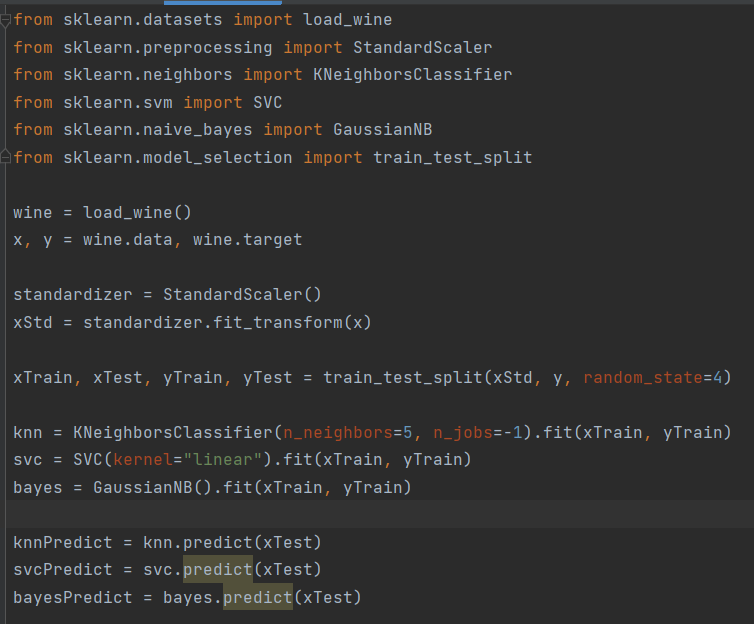 from sklearn.datasets import load_wine
from sklearn.preprocessing import StandardScaler
from sklearn.neighbors import KNeighborsClassifier
from sklearn.svm import SVC
from sklearn.naive_bayes import GaussianNB
from sklearn.model_selection import train_test_split

wine = load_wine()
x, y = wine.data, wine.target

standardizer = StandardScaler()
xStd = standardizer.fit_transform(x)

xTrain, xTest, yTrain, yTest = train_test_split(xStd, y, random_state=4)

knn = KNeighborsClassifier(n_neighbors=5, n_jobs=-1).fit(xTrain, yTrain)
svc = SVC(kernel="linear").fit(xTrain, yTrain)
bayes = GaussianNB().fit(xTrain, yTrain)

knnPredict = knn.predict(xTest)
svcPredict = svc.predict(xTest)
bayesPredict = bayes.predict(xTest)